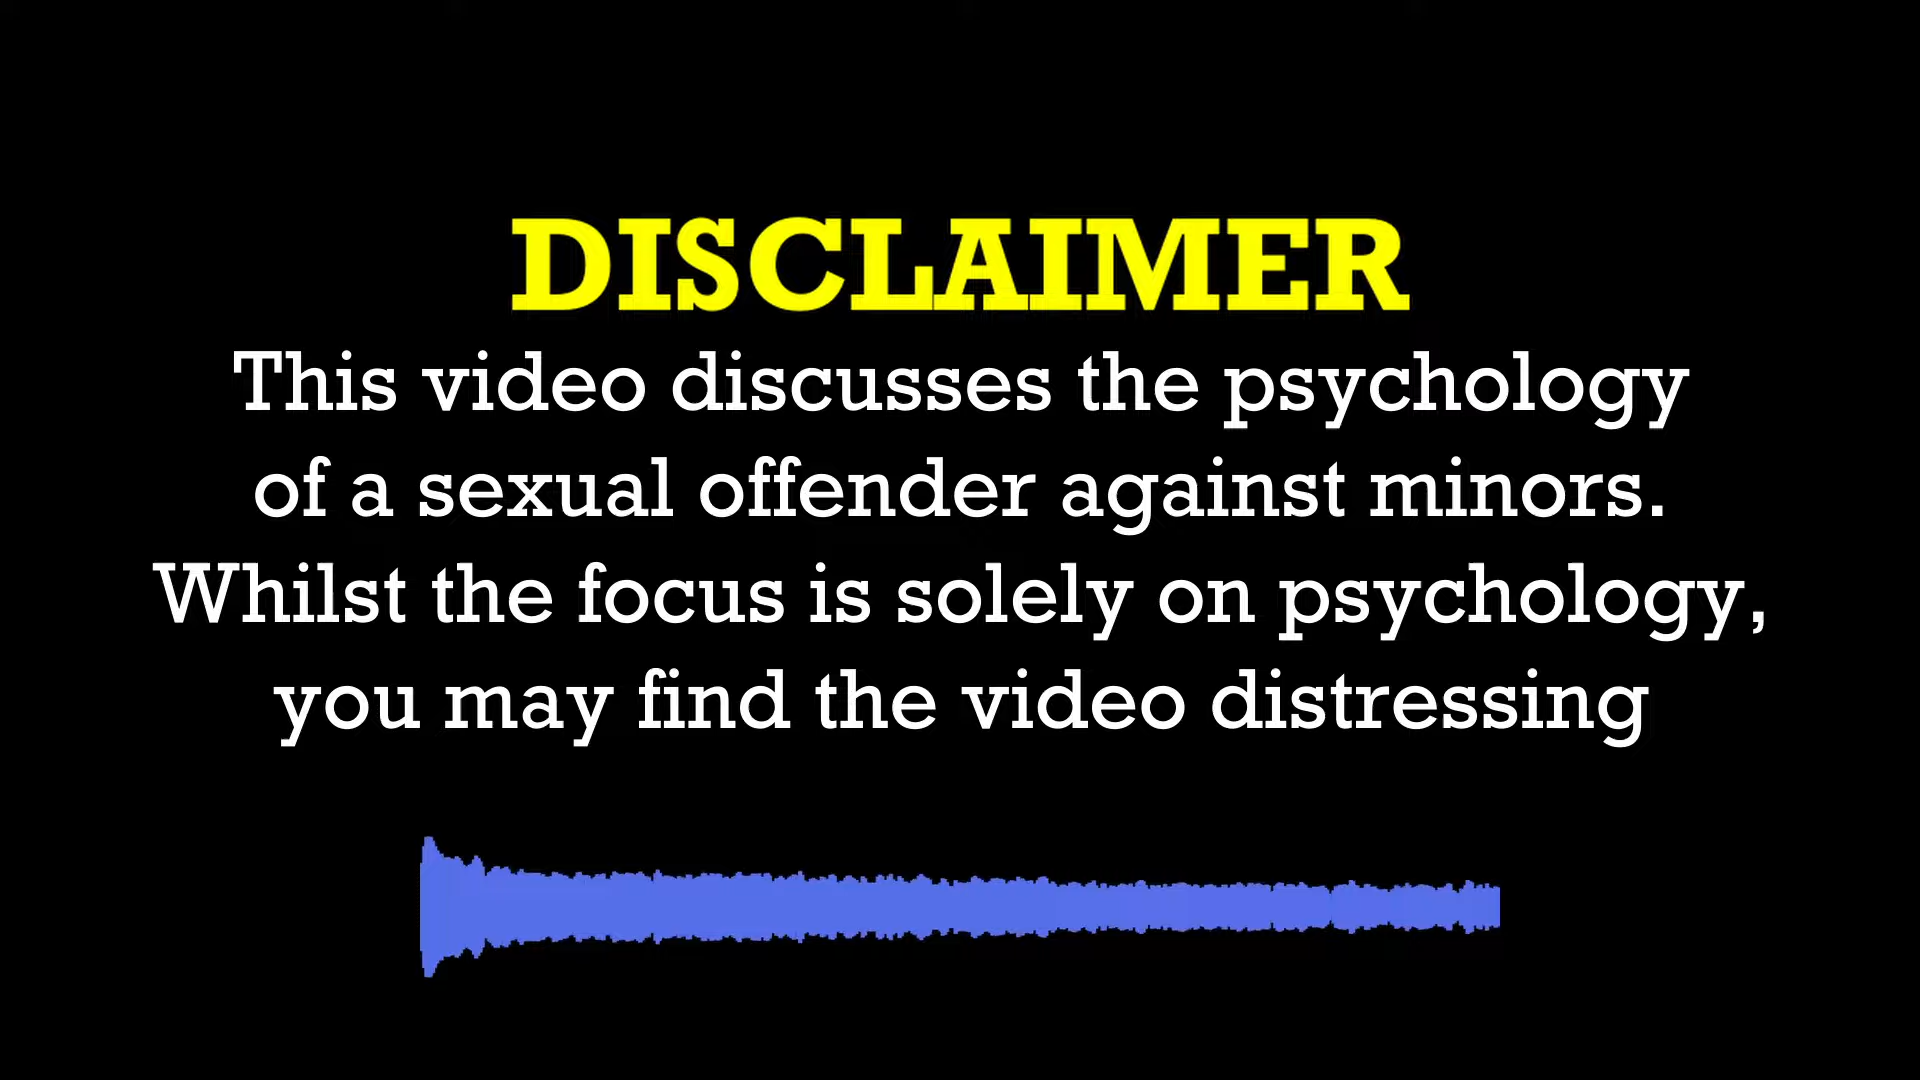 DISCLAIMER
This video discusses the psychology
of a sexual offender against minors.
Whilst the focus is solely on psychology,
you may find the video distressing